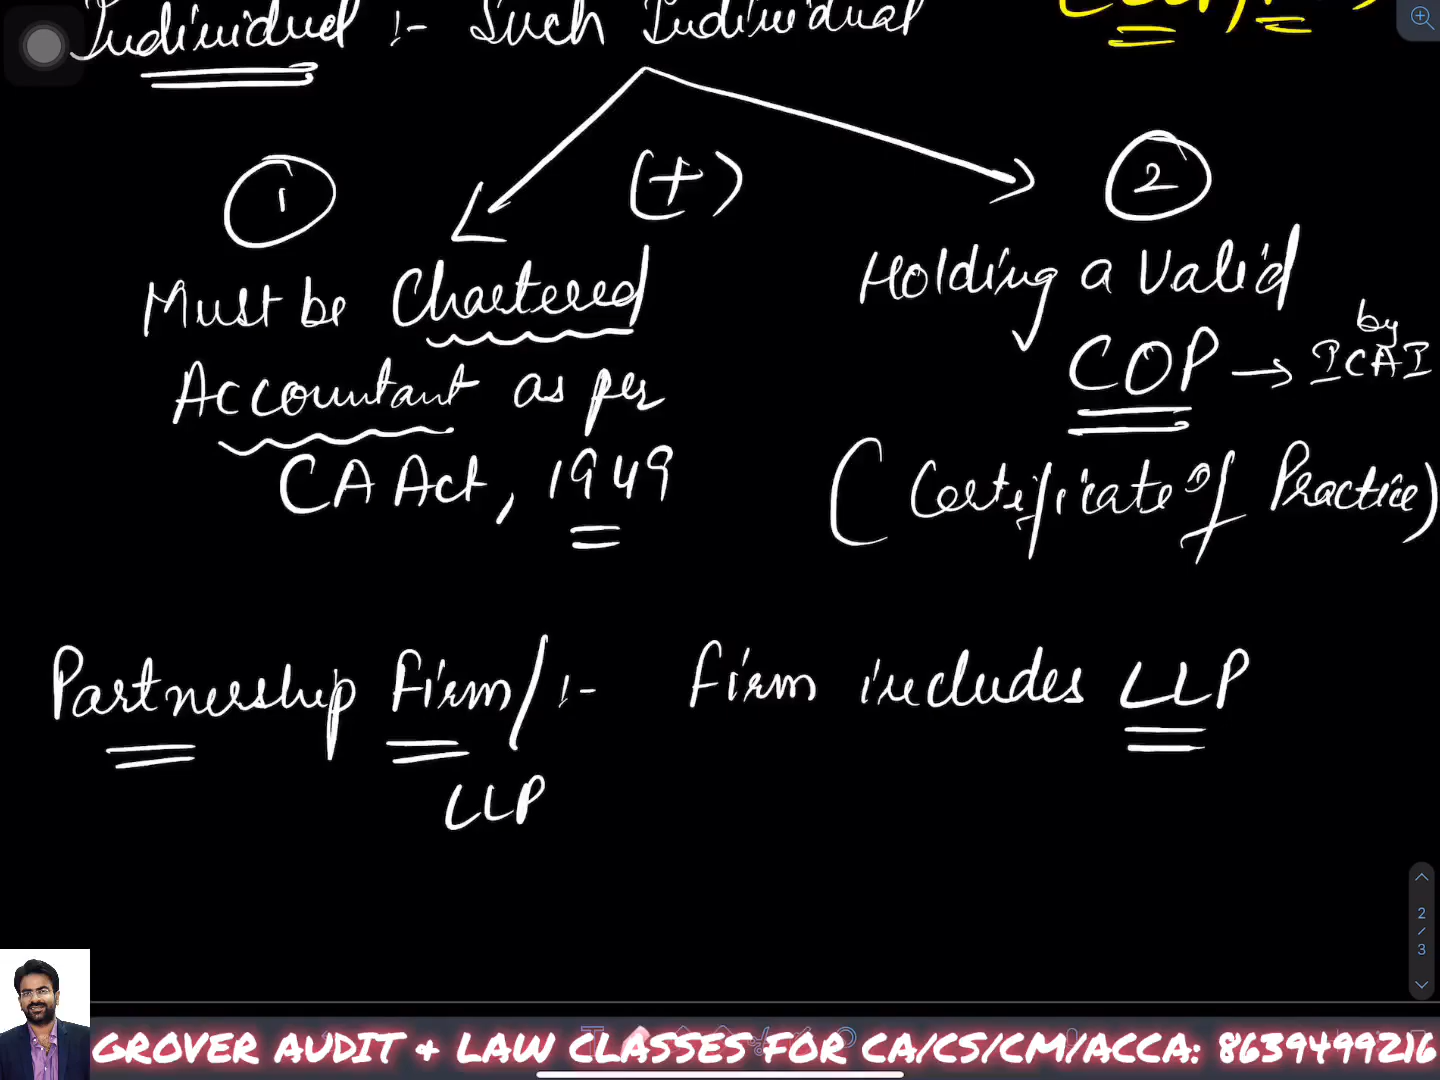 Individual :- Such Individual
1 (+) 2
Must be Chartered
Accountant as per
CA Act, 1949
Holding a Valid
COP → by ICAI
(Certificate of Practice)
Partnership Firm/ :- Firm includes LLP
LLP
2
/
3
GROVER AUDIT & LAW CLASSES FOR CA/CS/CM/ACCA: 8639499216